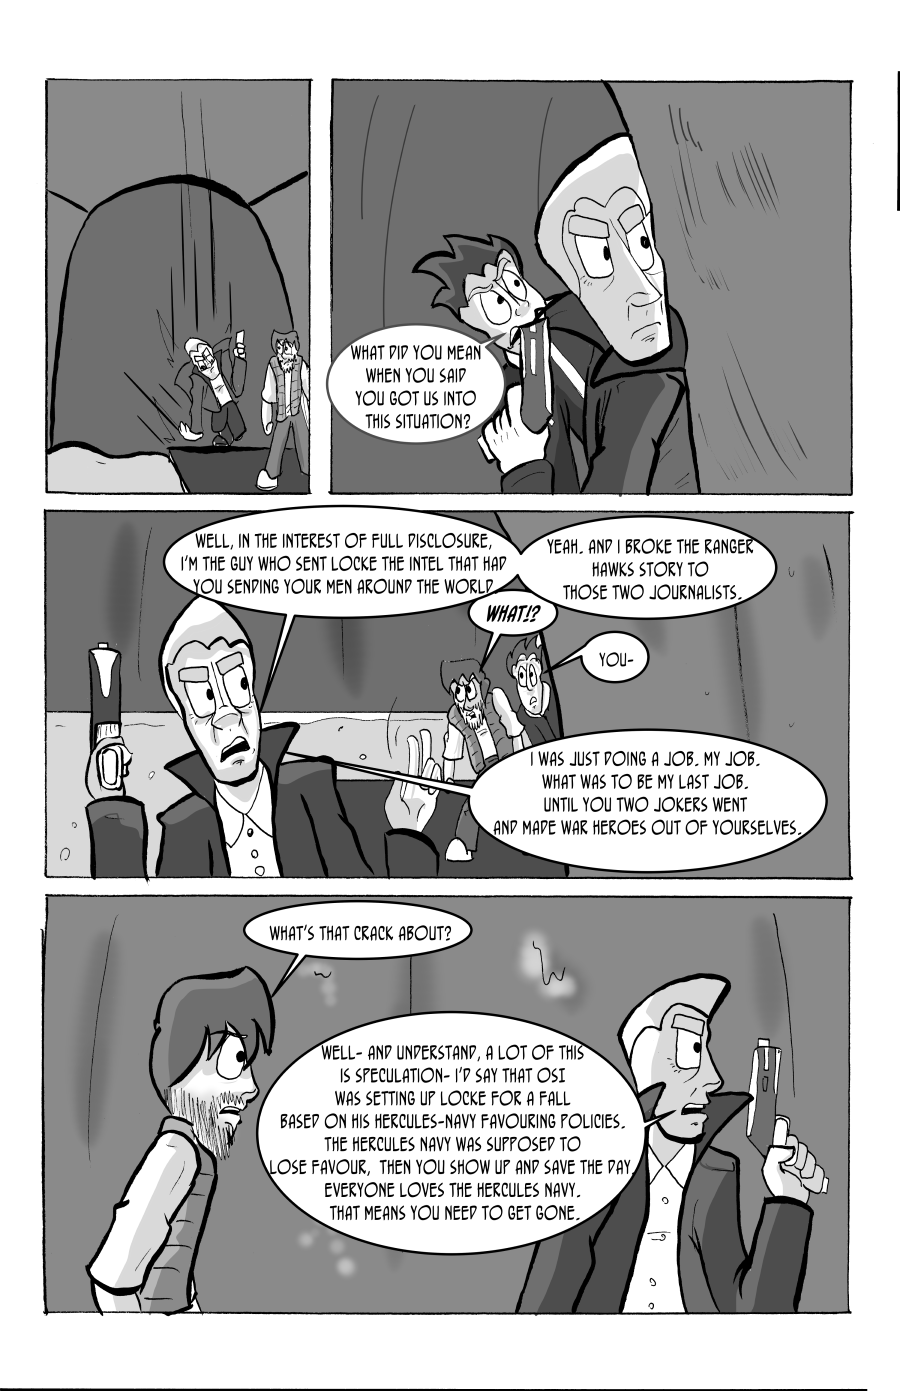 WHAT DID YOU MEAN
WHEN YOU SAID
YOU GOT US INTO
THIS SITUATION?
WELL, IN THE INTEREST OF FULL DISCLOSURE,
I'M THE GUY WHO SENT LOCKE THE INTEL THAT HAD
YOU SENDING YOUR MEN AROUND THE WORLD.
YEAH. AND I BROKE THE RANGER
HAWKS STORY TO
THOSE TWO JOURNALISTS.
WHAT!?
YOU-
I WAS JUST DOING A JOB. MY JOB.
WHAT WAS TO BE MY LAST JOB.
UNTIL YOU TWO JOKERS WENT
AND MADE WAR HEROES OUT OF YOURSELVES.
WHAT'S THAT CRACK ABOUT?
WELL- AND UNDERSTAND, A LOT OF THIS
IS SPECULATION- I'D SAY THAT OSI
WAS SETTING UP LOCKE FOR A FALL
BASED ON HIS HERCULES-NAVY FAVOURING POLICIES.
THE HERCULES NAVY WAS SUPPOSED TO
LOSE FAVOUR, THEN YOU SHOW UP AND SAVE THE DAY.
EVERYONE LOVES THE HERCULES NAVY.
THAT MEANS YOU NEED TO GET GONE.